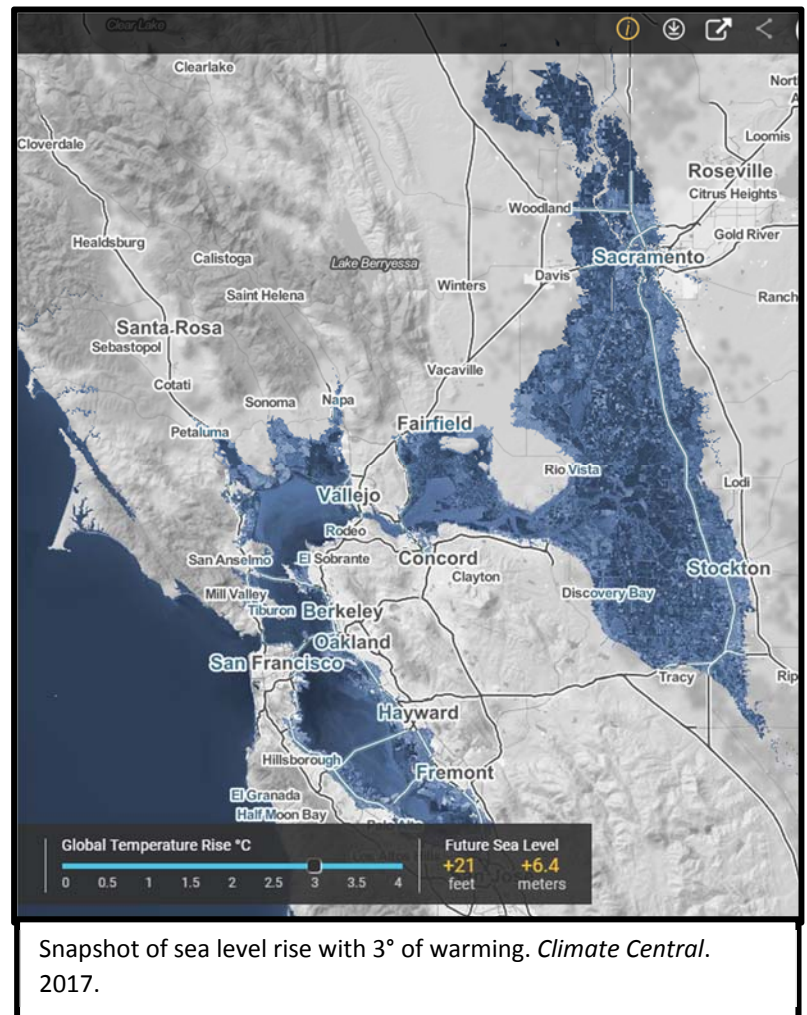 Clear Lake
Clearlake
Cloverdale
Loomis
Roseville
Citrus Heights
Woodland
Healdsburg
Gold River
Calistoga
Lake Berryessa
Sacramento
Davis
Winters
Saint Helena
Ranch
Santa Rosa
Sebastopol
Vacaville
Cotati
Sonoma
Napa
Petaluma
Fairfield
Rio Vista
Lodi
Vallejo
Rodeo
San Anselmo
El Sobrante
Concord
Clayton
Stockton
Mill Valley
Tiburon
Berkeley
Discovery Bay
Oakland
San Francisco
Tracy
Rip
Hayward
Hillsborough
Fremont
El Granada
Half Moon Bay
Global Temperature Rise °C
0 0.5 1 1.5 2 2.5 3 3.5 4
Future Sea Level
+21 +6.4
feet meters
Snapshot of sea level rise with 3° of warming. Climate Central.
2017.